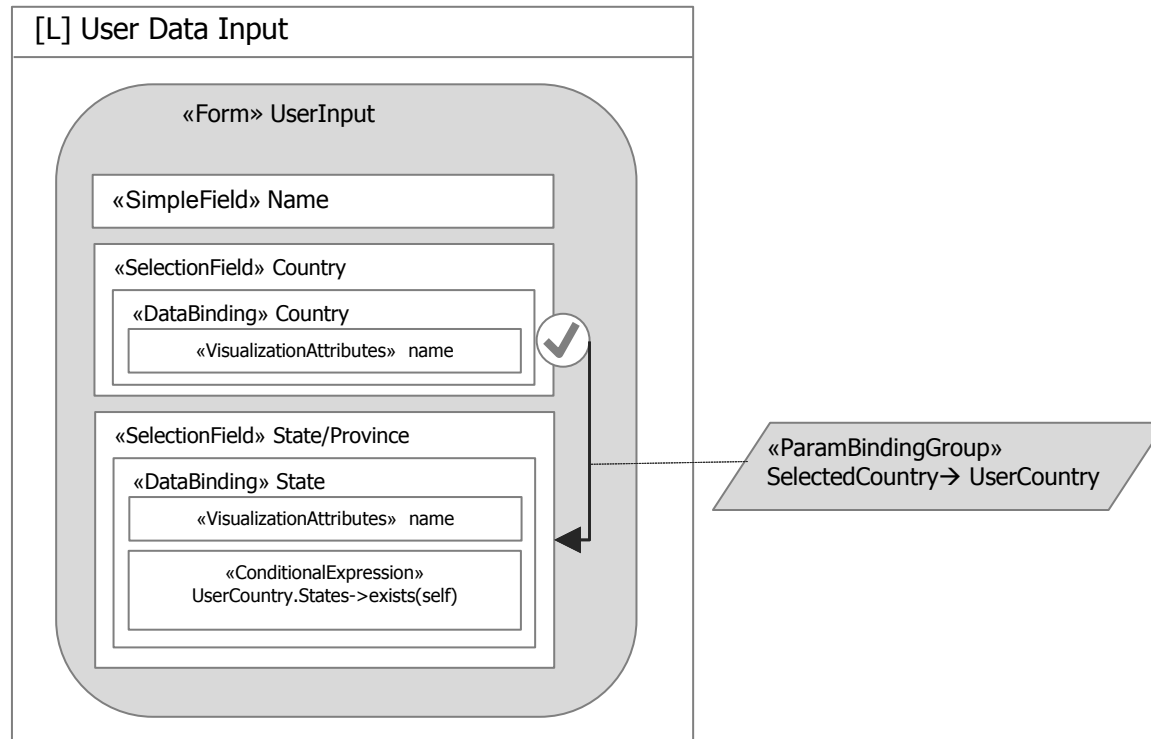 [L] User Data Input
«Form» UserInput
«SimpleField» Name
«SelectionField» Country
«DataBinding» Country
«VisualizationAttributes» name
«SelectionField» State/Province
«DataBinding» State
«VisualizationAttributes» name
«ConditionalExpression»
UserCountry.States->exists(self)
«ParamBindingGroup»
SelectedCountry→ UserCountry